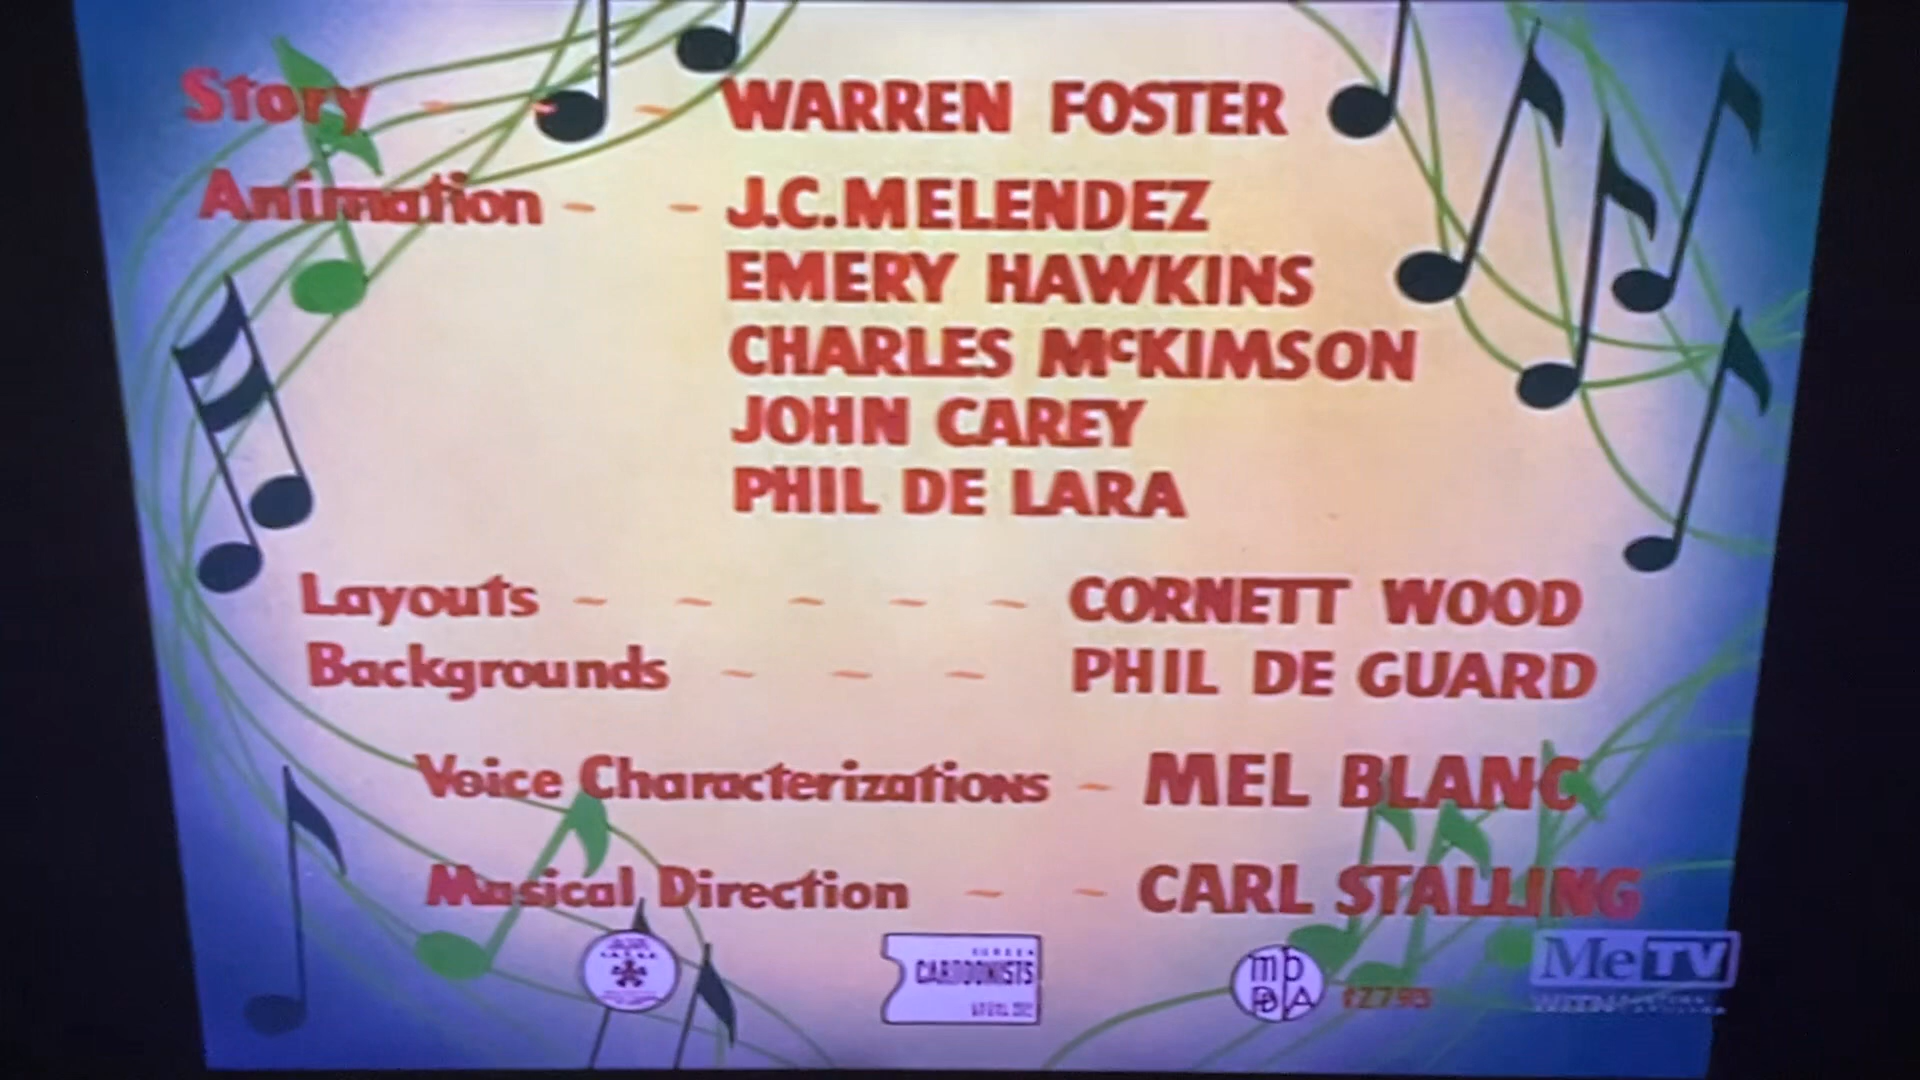 Story - - - WARREN FOSTER
Animation - - J.C. MELENDEZ
EMERY HAWKINS
CHARLES McKIMSON
JOHN CAREY
PHIL DE LARA
Layouts - - - - - CORNETT WOOD
Backgrounds - - - PHIL DE GUARD
Voice Characterizations - MEL BLANC
Musical Direction - - CARL STALLING
SCREEN
CARTOONISTS
MeTV